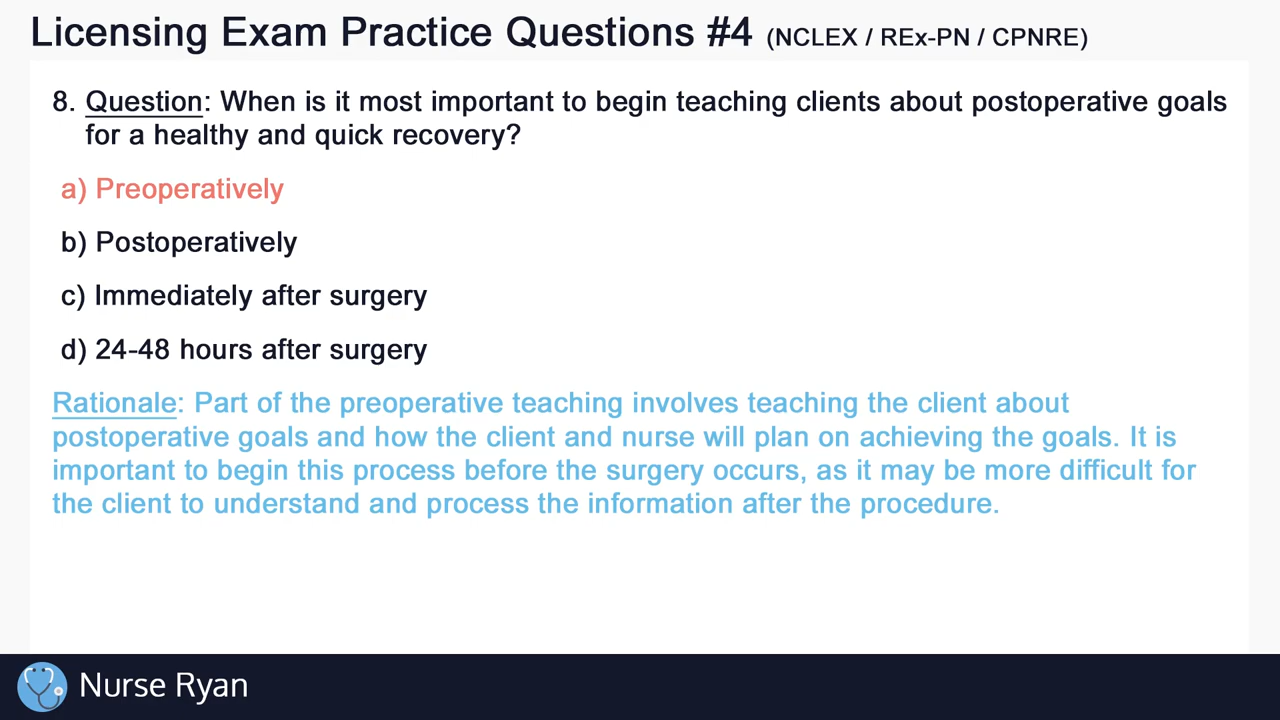 Licensing Exam Practice Questions #4 (NCLEX / REx-PN / CPNRE)
8. Question: When is it most important to begin teaching clients about postoperative goals
for a healthy and quick recovery?
a) Preoperatively
b) Postoperatively
c) Immediately after surgery
d) 24-48 hours after surgery
Rationale: Part of the preoperative teaching involves teaching the client about
postoperative goals and how the client and nurse will plan on achieving the goals. It is
important to begin this process before the surgery occurs, as it may be more difficult for
the client to understand and process the information after the procedure.
Nurse Ryan